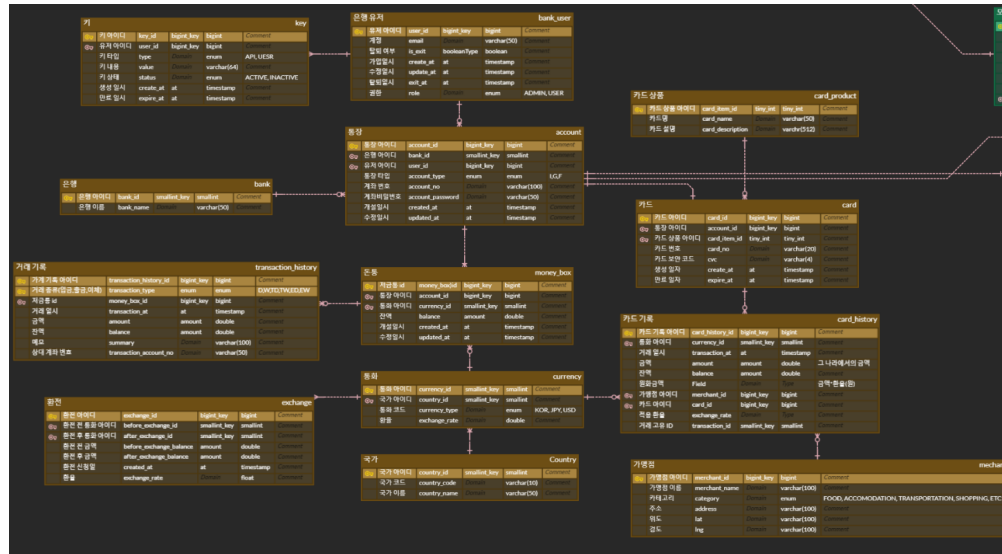 키 key
키 아이디 key_id bigint_key bigint Comment
유저 아이디 user_id bigint_key bigint Comment
키 타입 type Domain enum API, UESR
키 내용 value Domain varchar(64) Comment
키 상태 status Domain enum ACTIVE, INACTIVE
생성 일시 create_at at timestamp Comment
만료 일시 expire_at at timestamp Comment
은행 유저 bank_user
유저 아이디 user_id bigint_key bigint Comment
계정 email Domain varchar(50) Comment
탈퇴 여부 is_exit booleanType boolean Comment
가입일시 create_at at timestamp Comment
수정일시 update_at at timestamp Comment
탈퇴일시 exit_at at timestamp Comment
권한 role Domain enum ADMIN, USER
통장 account
통장 아이디 account_id bigint_key bigint Comment
은행 아이디 bank_id smallint_key smallint Comment
유저 아이디 user_id bigint_key bigint Comment
통장 타입 account_type enum enum I,G,F
계좌 번호 account_no Domain varchar(100) Comment
계좌비밀번호 account_password Domain varchar(50) Comment
개설일시 created_at at timestamp Comment
수정일시 updated_at at timestamp Comment
은행 bank
은행 아이디 bank_id smallint_key smallint Comment
은행 이름 bank_name Domain varchar(50) Comment
카드 상품 card_product
카드 상품 아이디 card_item_id tiny_int tiny_int Comment
카드명 card_name Domain varchar(50) Comment
카드 설명 card_description Domain varchr(512) Comment
카드 card
카드 아이디 card_id bigint_key bigint Comment
통장 아이디 account_id bigint_key bigint Comment
카드 상품 아이디 card_item_id tiny_int tiny_int Comment
카드 번호 card_no Domain varchar(20) Comment
카드 보안 코드 cvc Domain varchar(4) Comment
생성 일자 create_at at timestamp Comment
만료 일자 expire_at at timestamp Comment
거래 기록 transaction_history
transaction_history_id bigint_key bigint Comment
transaction_type enum enum
저금통 id money_box_id bigint_key bigint Comment
거래 일시 transaction_at at timestamp Comment
금액 amount amount double Comment
잔액 balance amount double Comment
메모 summary Domain varchar(100) Comment
상대 계좌 번호 transaction_account_no Domain varchar(50) Comment
돈통 money_box
저금통 id bigint_key bigint Comment
통장 아이디 account_id bigint_key bigint Comment
통화 아이디 currency_id smallint_key smallint Comment
잔액 balance amount double Comment
개설일시 created_at at timestamp Comment
수정일시 updated_at at timestamp Comment
카드 기록 card_history
카드 기록 아이디 card_history_id bigint_key bigint Comment
통화 아이디 currency_id smallint_key smallint Comment
거래 일시 transaction_at at timestamp Comment
금액 amount amount double 그 나라에서의 금액
잔액 balance amount double Comment
원화금액 Field Domain Type 금액*환율(원)
가맹점 아이디 merchant_id bigint_key bigint Comment
카드 아이디 card_id bigint_key bigint Comment
적용 환율 exchange_rate Domain Type Comment
거래 고유 ID transaction_id smallint_key smallint Comment
통화 currency
통화 아이디 currency_id smallint_key smallint Comment
국가 아이디 country_id smallint_key smallint Comment
통화 코드 currency_type Domain enum KOR, JPY, USD
환율 exchange_rate Domain double Comment
환전 exchange
환전 아이디 exchange_id bigint_key bigint Comment
환전 전 통화 아이디 before_exchange_id smallint_key smallint Comment
환전 후 통화 아이디 after_exchange_id smallint_key smallint Comment
환전 전 금액 before_exchange_balance amount double Comment
환전 후 금액 after_exchange_balance amount double Comment
환전 신청일 created_at at timestamp Comment
환율 exchange_rate Domain float Comment
국가 Country
국가 아이디 country_id smallint_key smallint Comment
국가 코드 country_code Domain varchar(10) Comment
국가 이름 country_name Domain varchar(50) Comment
가맹점 mechan
가맹점 아이디 merchant_id bigint_key bigint Comment
가맹점 이름 merchant_name Domain varchar(100) Comment
카테고리 category Domain enum FOOD, ACCOMODATION, TRANSPORTATION, SHOPPING, ETC
주소 address Domain varchar(100) Comment
위도 lat Domain varchar(100) Comment
경도 lng Domain varchar(100) Comment